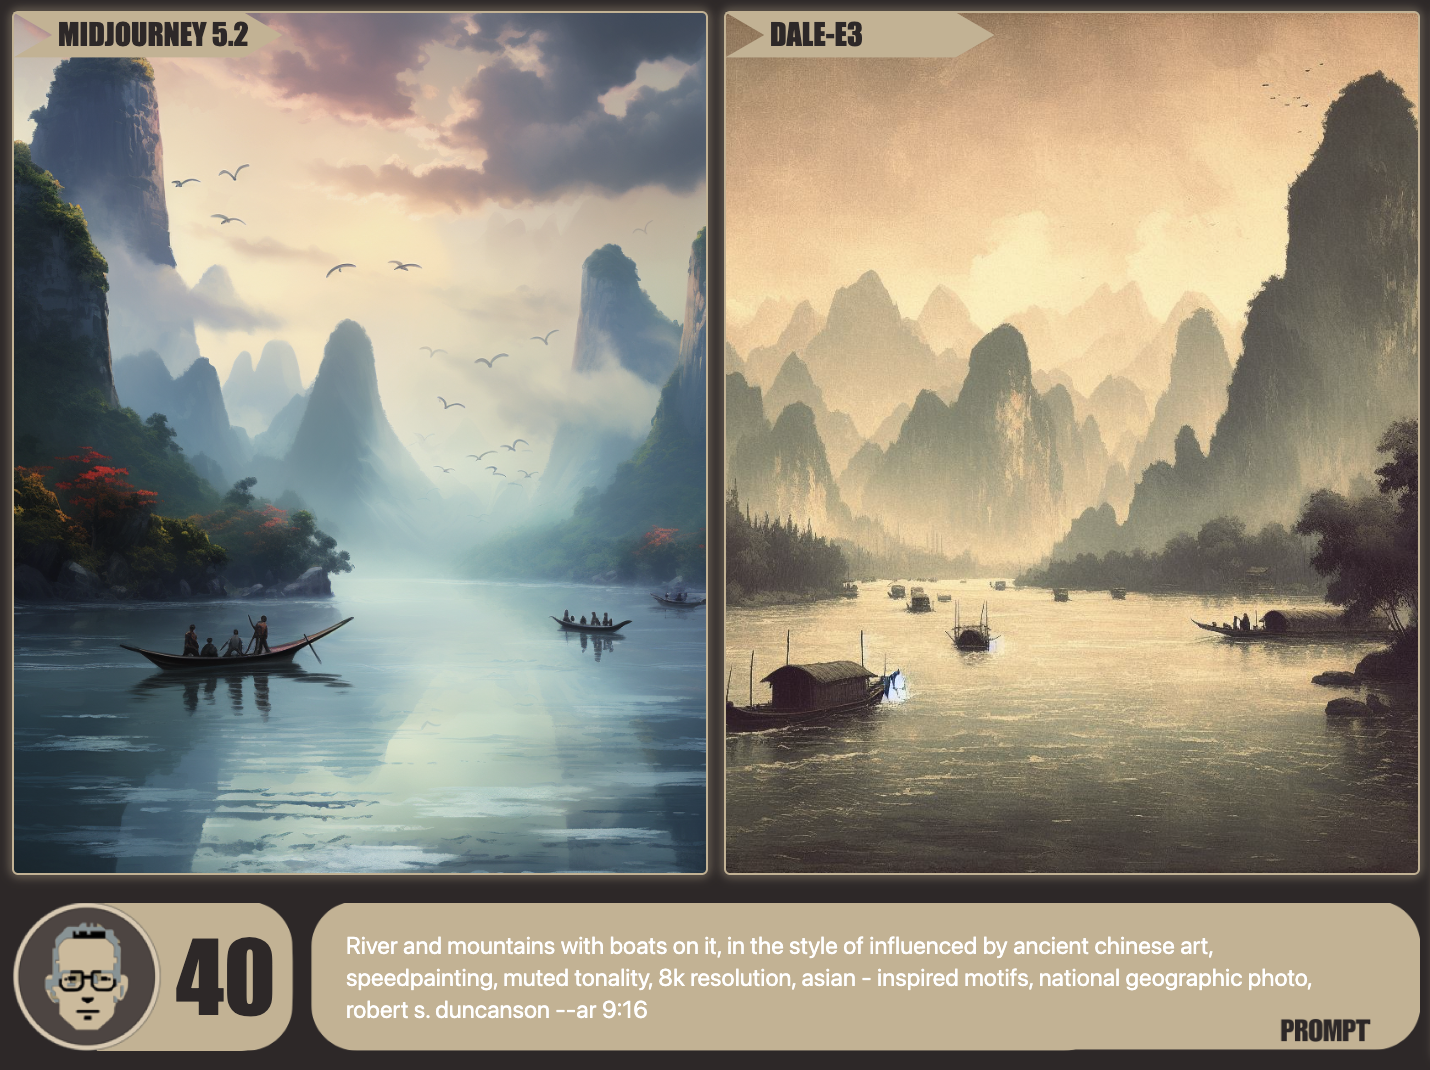 MIDJOURNEY 5.2
DALE-E3
40
River and mountains with boats on it, in the style of influenced by ancient chinese art,
speedpainting, muted tonality, 8k resolution, asian - inspired motifs, national geographic photo,
robert s. duncanson --ar 9:16
PROMPT